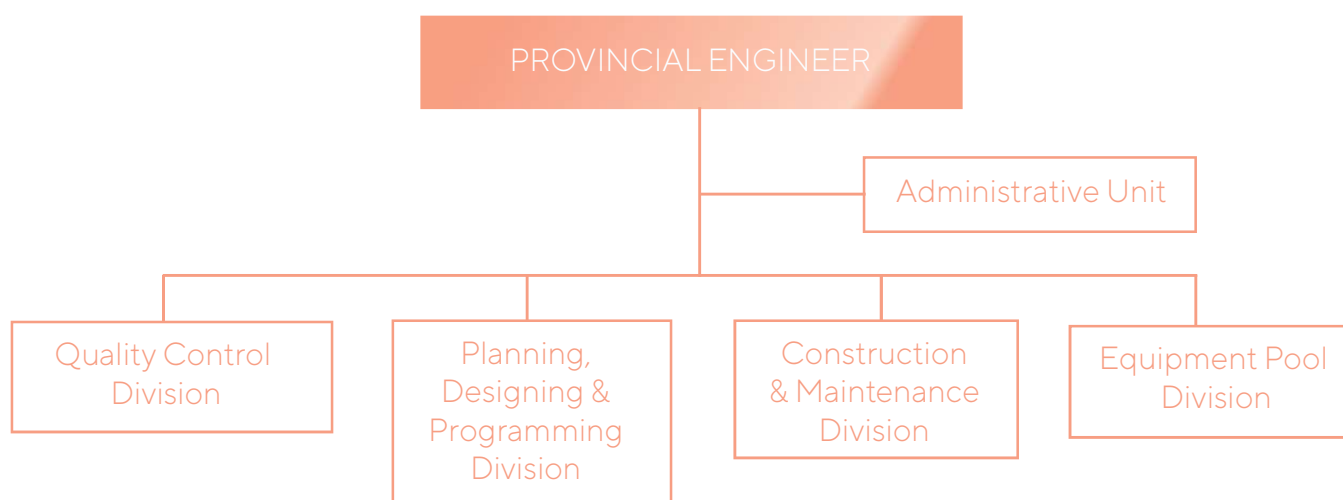 PROVINCIAL ENGINEER
Administrative Unit
Quality Control
Division
Planning,
Designing &
Programming
Division
Construction
& Maintenance
Division
Equipment Pool
Division